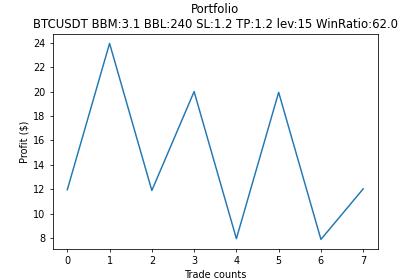 Portfolio
BTCUSDT BBM:3.1 BBL:240 SL:1.2 TP:1.2 lev:15 WinRatio:62.0
24
22
20
18
16
14
12
10
8
Profit ($)
0 1 2 3 4 5 6 7
Trade counts